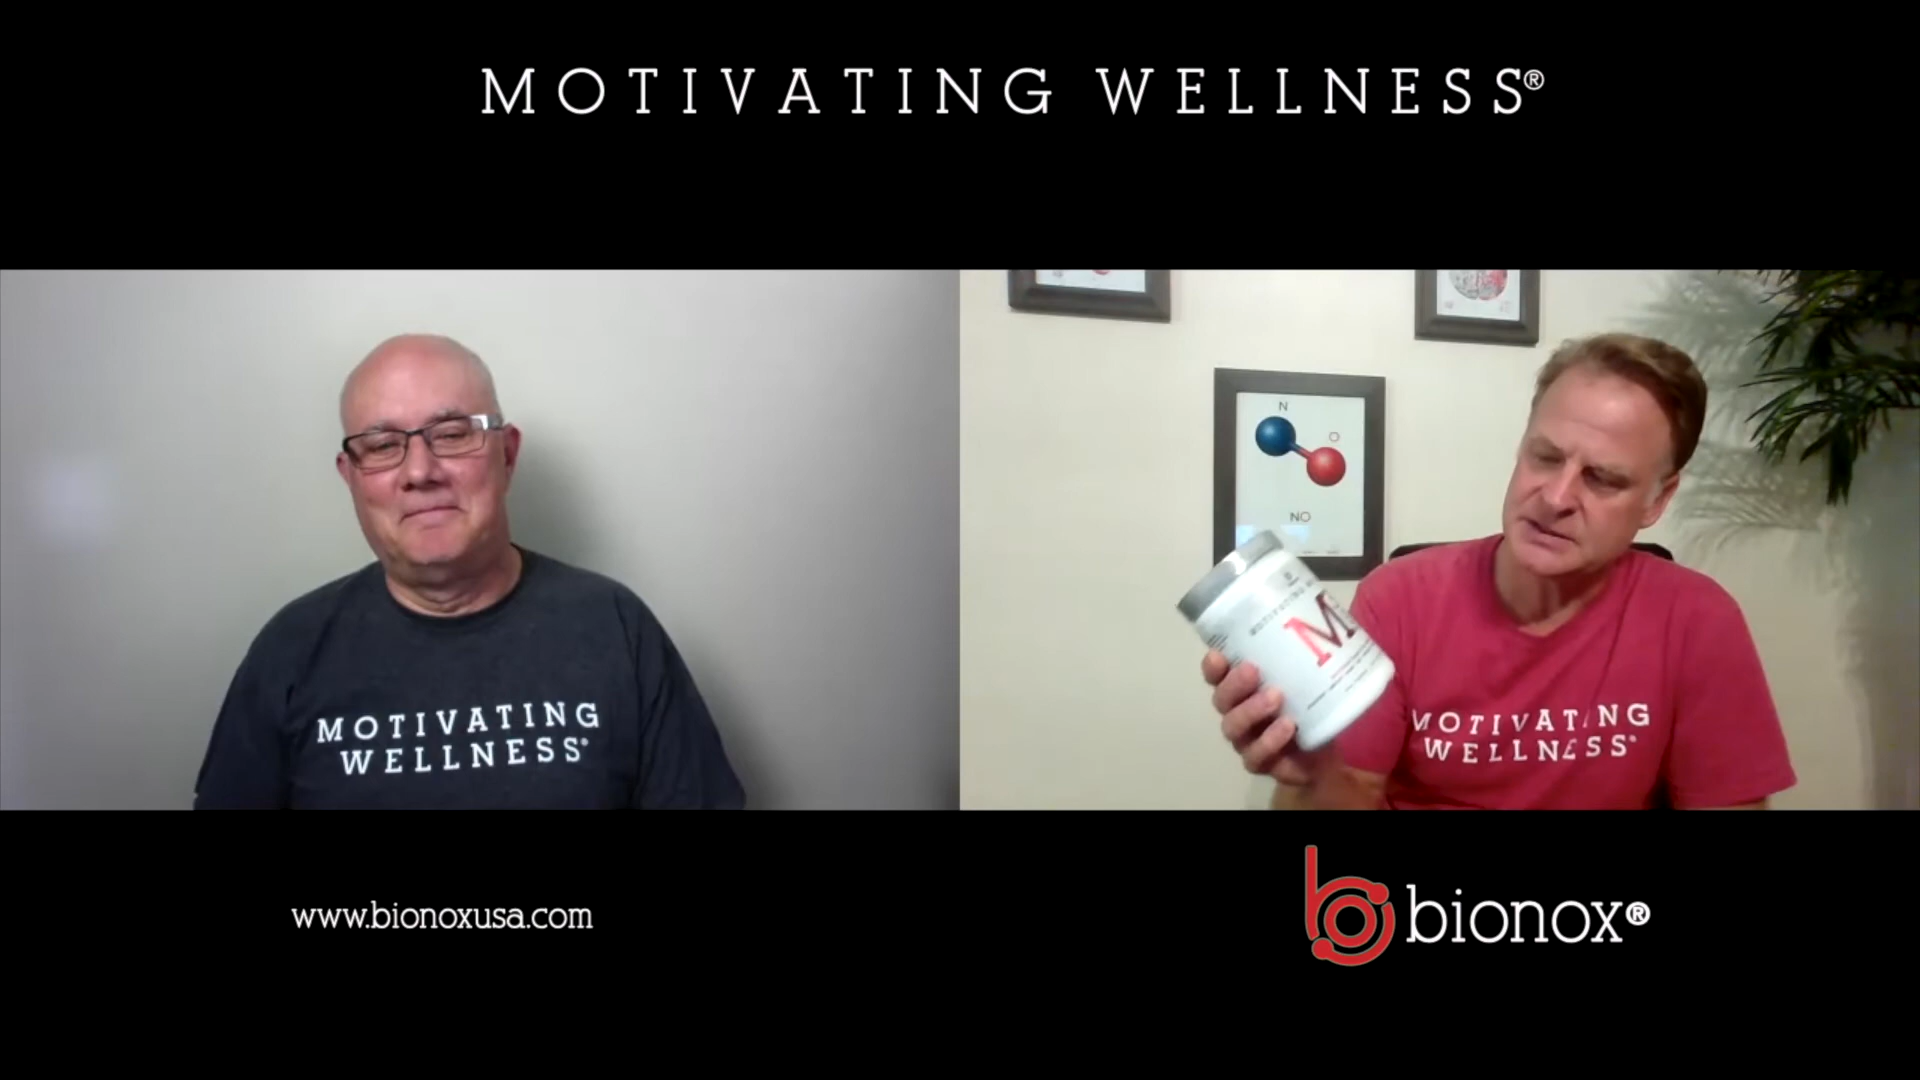 MOTIVATING WELLNESS®
N
O
NO
M
MOTIVATING
WELLNESS®
MOTIVATING
WELLNESS®
www.bionoxusa.com
bionox®